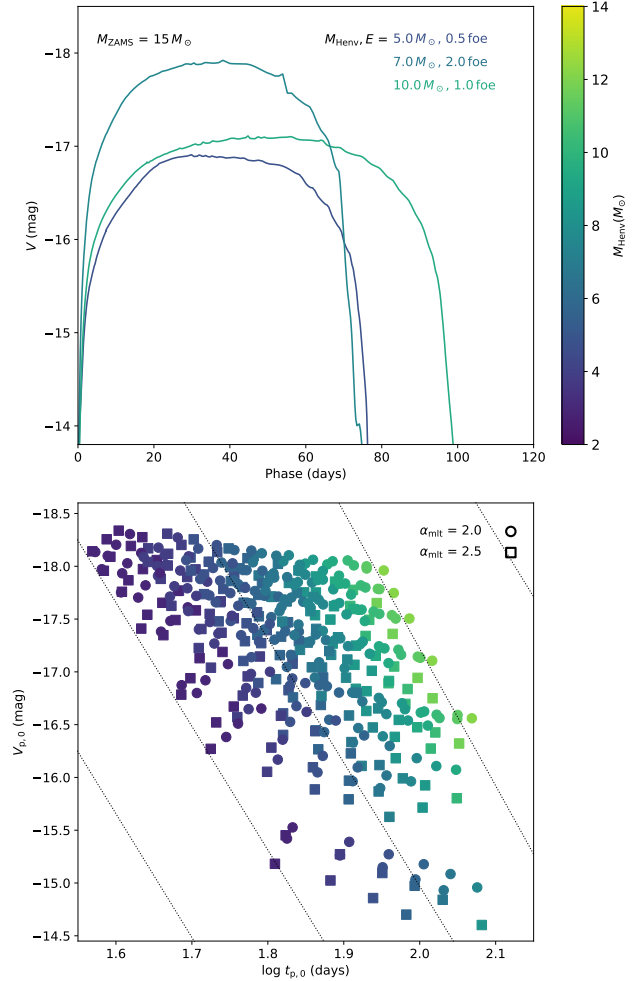 M_ZAMS = 15 M_⊙
M_Henv, E = 5.0 M_⊙, 0.5 foe
7.0 M_⊙, 2.0 foe
10.0 M_⊙, 1.0 foe
−18
−17
−16
−15
−14
V (mag)
0 20 40 60 80 100 120
Phase (days)
14
12
10
8
6
4
2
M_Henv(M_⊙)
α_mlt = 2.0
α_mlt = 2.5
−18.5
−18.0
−17.5
−17.0
−16.5
−16.0
−15.5
−15.0
−14.5
V_p,0 (mag)
1.6 1.7 1.8 1.9 2.0 2.1
log t_p,0 (days)